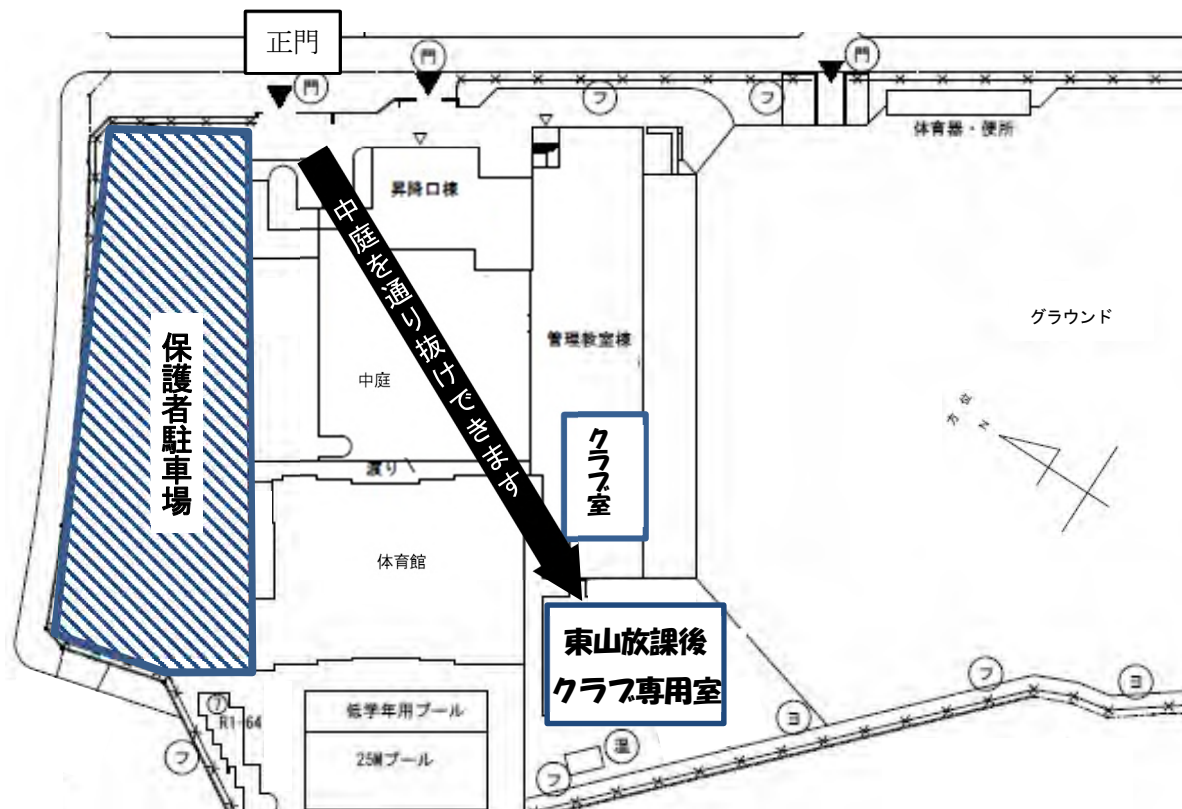 正門
門
門
門
フ
フ
体育器・便所
昇降口棟
中庭を通り抜けできます
管理教室棟
グラウンド
保護者駐車場
中庭
方位
N
クラブ室
渡り
体育館
東山放課後
クラブ専用室
フ
ヨ
ヨ
⑦
R1-64
低学年用プール
25Mプール
フ
フ
温